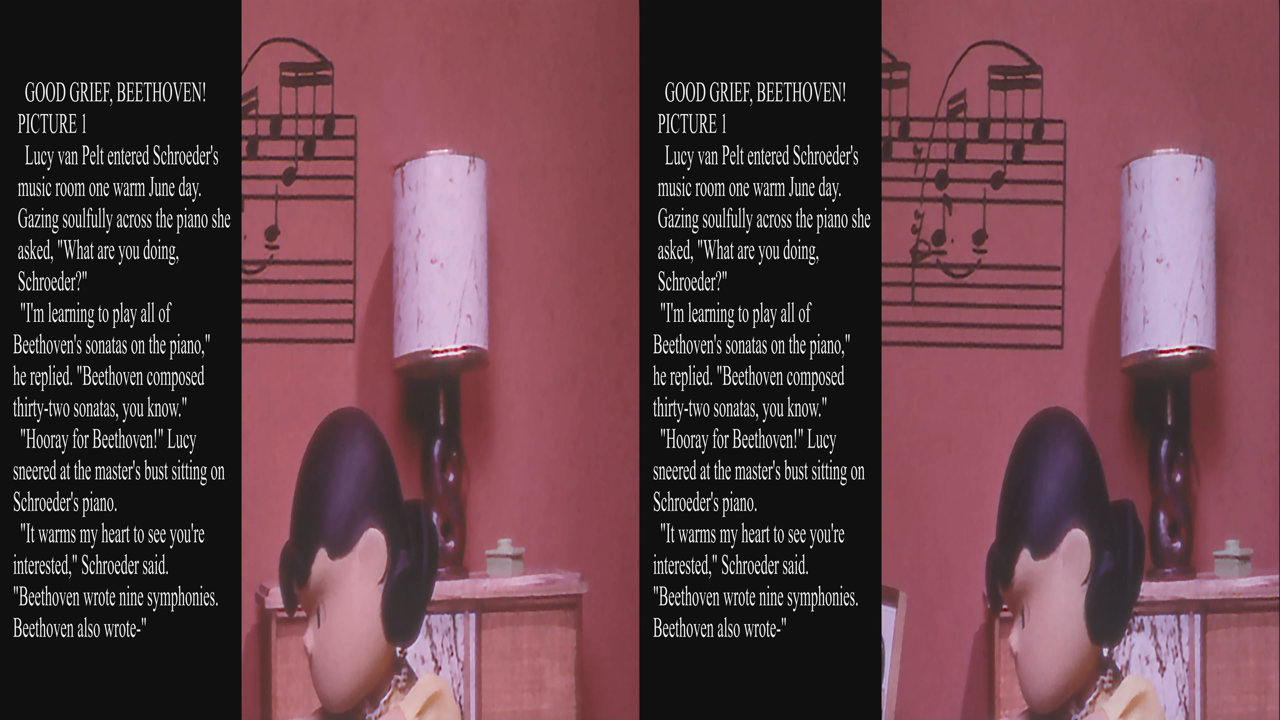 GOOD GRIEF, BEETHOVEN!
PICTURE 1
Lucy van Pelt entered Schroeder's
music room one warm June day.
Gazing soulfully across the piano she
asked, "What are you doing,
Schroeder?"
"I'm learning to play all of
Beethoven's sonatas on the piano,"
he replied. "Beethoven composed
thirty-two sonatas, you know."
"Hooray for Beethoven!" Lucy
sneered at the master's bust sitting on
Schroeder's piano.
"It warms my heart to see you're
interested," Schroeder said.
"Beethoven wrote nine symphonies.
Beethoven also wrote-"
GOOD GRIEF, BEETHOVEN!
PICTURE 1
Lucy van Pelt entered Schroeder's
music room one warm June day.
Gazing soulfully across the piano she
asked, "What are you doing,
Schroeder?"
"I'm learning to play all of
Beethoven's sonatas on the piano,"
he replied. "Beethoven composed
thirty-two sonatas, you know."
"Hooray for Beethoven!" Lucy
sneered at the master's bust sitting on
Schroeder's piano.
"It warms my heart to see you're
interested," Schroeder said.
"Beethoven wrote nine symphonies.
Beethoven also wrote-"